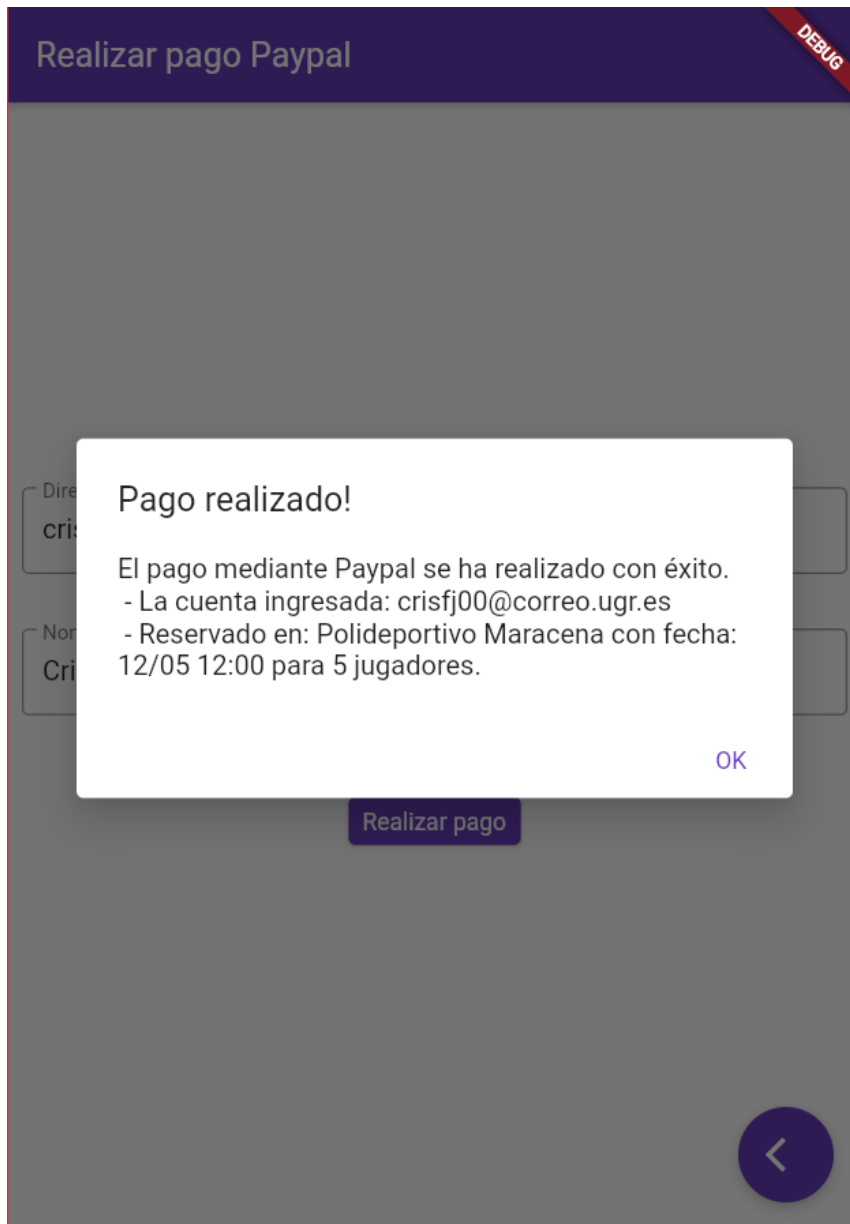 Realizar pago Paypal
DEBUG
Pago realizado!
El pago mediante Paypal se ha realizado con éxito.
- La cuenta ingresada: crisfj00@correo.ugr.es
- Reservado en: Polideportivo Maracena con fecha:
12/05 12:00 para 5 jugadores.
OK
Realizar pago